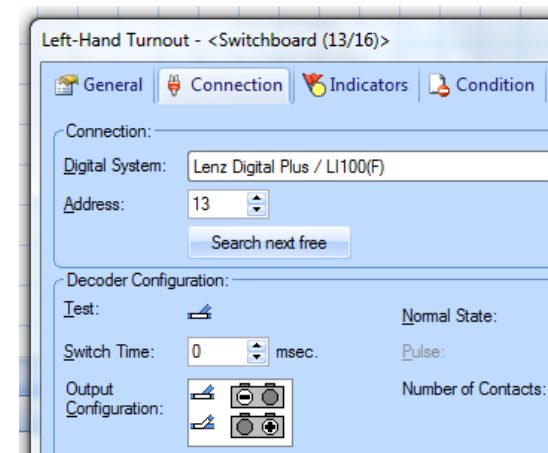 Left-Hand Turnout - <Switchboard (13/16)>
General Connection Indicators Condition
Connection:
Digital System: Lenz Digital Plus / LI100(F)
Address: 13
Search next free
Decoder Configuration:
Test: Normal State:
Switch Time: 0 msec. Pulse:
Output Number of Contacts:
Configuration: